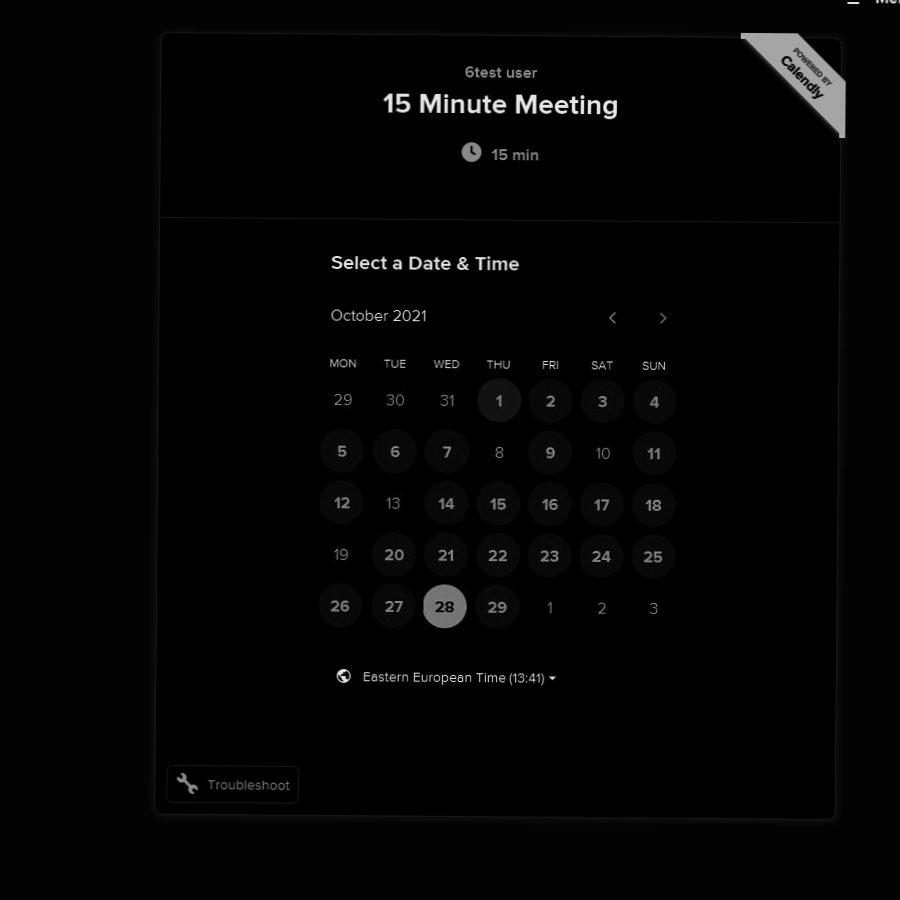 6test user
15 Minute Meeting
15 min
POWERED BY
Calendly
Select a Date & Time
October 2021
MON TUE WED THU FRI SAT SUN
29 30 31 1 2 3 4
5 6 7 8 9 10 11
12 13 14 15 16 17 18
19 20 21 22 23 24 25
26 27 28 29 1 2 3
Eastern European Time (13:41)
Troubleshoot